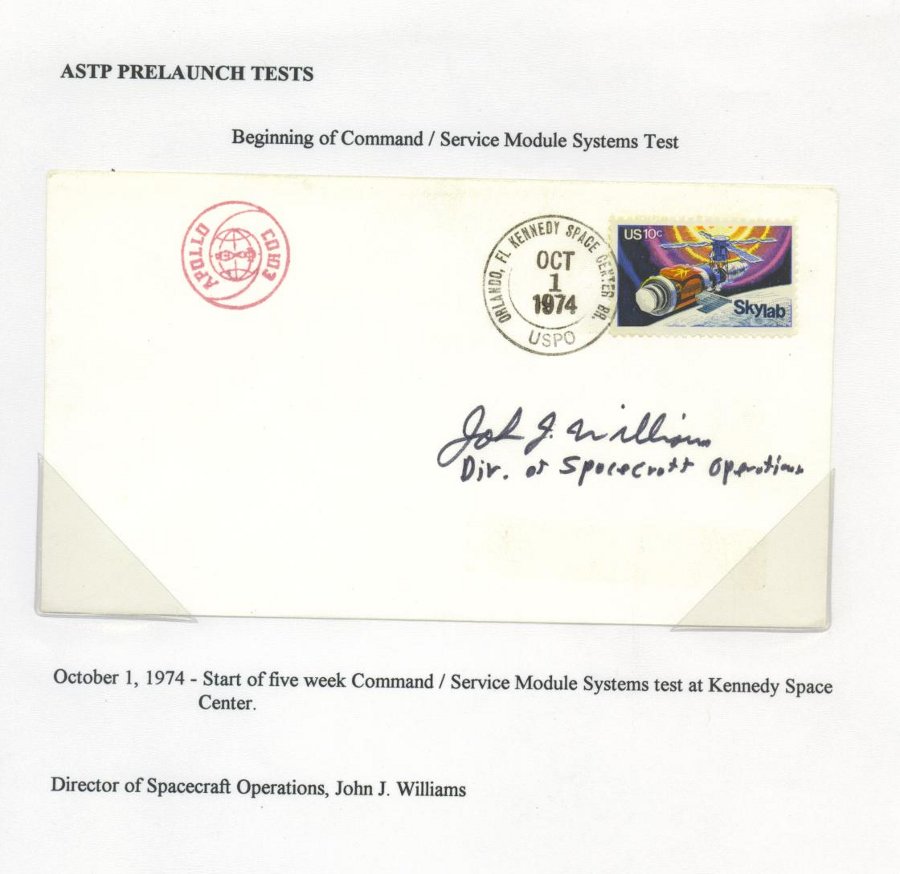 ASTP PRELAUNCH TESTS
Beginning of Command / Service Module Systems Test
APOLLO СОЮЗ
ORLANDO, FL KENNEDY SPACE CENTER BR.
OCT
1
1974
USPO
US 10c
Skylab
John J. Williams
Dir. of Spacecraft Operations
October 1, 1974 - Start of five week Command / Service Module Systems test at Kennedy Space
Center.
Director of Spacecraft Operations, John J. Williams